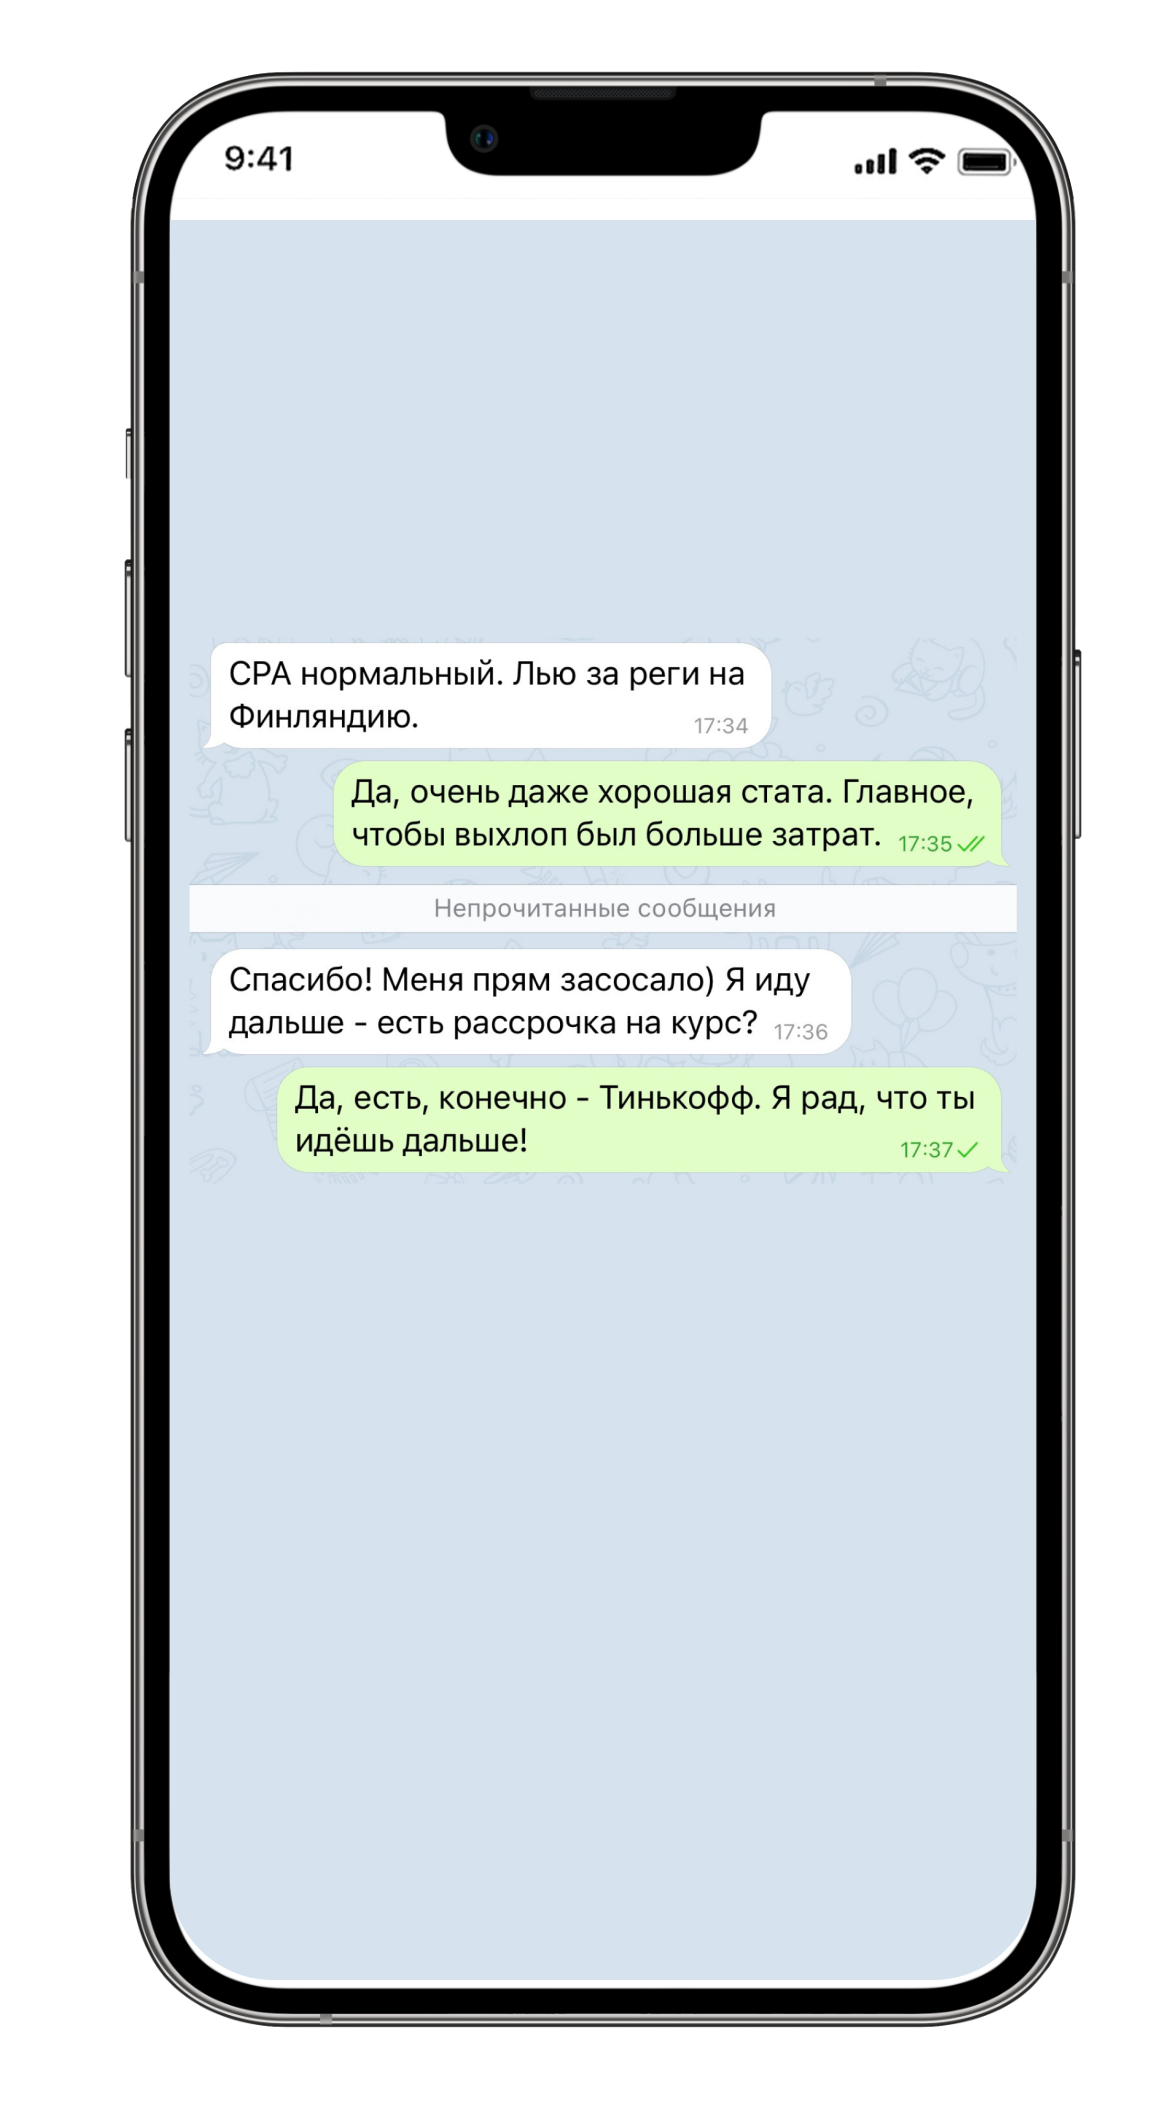 9:41
CPA нормальный. Лью за реги на
Финляндию.
17:34
Да, очень даже хорошая стата. Главное,
чтобы выхлоп был больше затрат. 17:35
Непрочитанные сообщения
Спасибо! Меня прям засосало) Я иду
дальше - есть рассрочка на курс? 17:36
Да, есть, конечно - Тинькофф. Я рад, что ты
идёшь дальше!
17:37